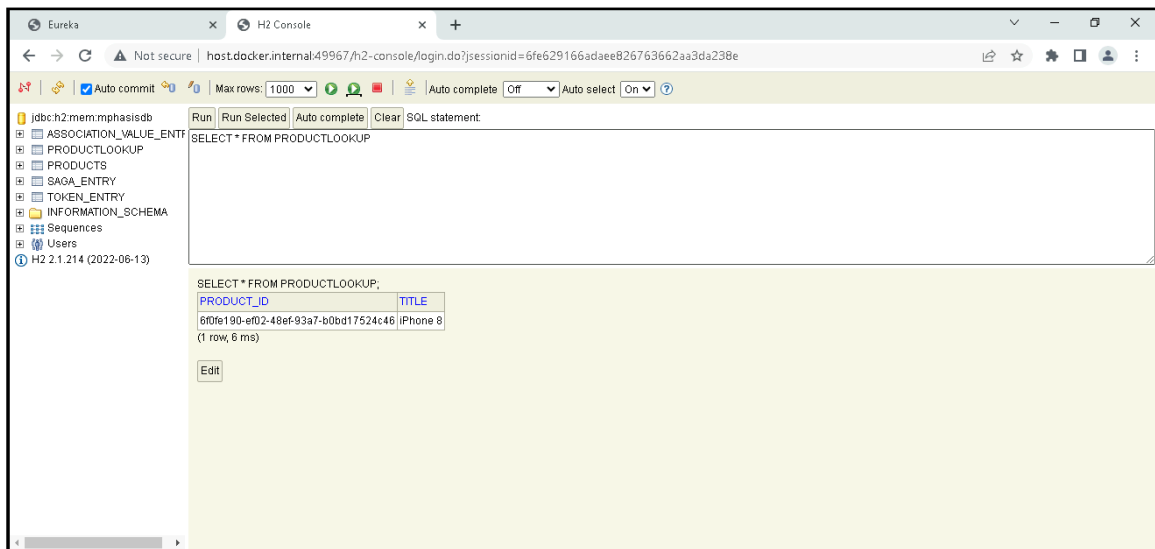 Eureka
H2 Console
Not secure | host.docker.internal:49967/h2-console/login.do?jsessionid=6fe629166adaee826763662aa3da238e
Auto commit Max rows: 1000 Auto complete Off Auto select On
jdbc:h2:mem:mphasisdb
ASSOCIATION_VALUE_ENTR
PRODUCTLOOKUP
PRODUCTS
SAGA_ENTRY
TOKEN_ENTRY
INFORMATION_SCHEMA
Sequences
Users
H2 2.1.214 (2022-06-13)
Run Run Selected Auto complete Clear SQL statement:
SELECT * FROM PRODUCTLOOKUP
SELECT * FROM PRODUCTLOOKUP;
PRODUCT_ID TITLE
6f0fe190-ef02-48ef-93a7-b0bd17524c46 iPhone 8
(1 row, 6 ms)
Edit